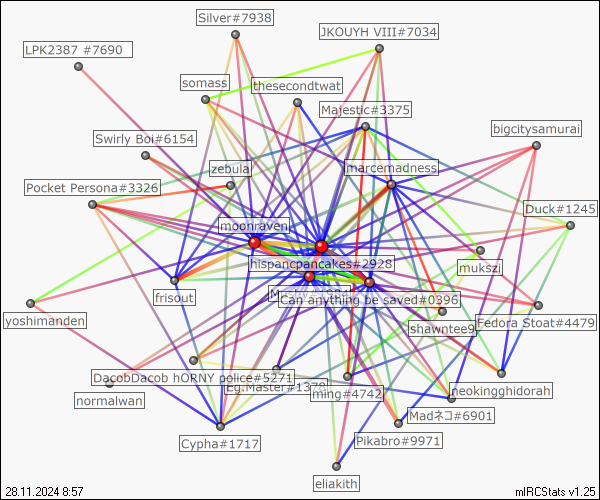 Silver#7938
JKOUYH VIII#7034
LPK2387 #7690
somass
thesecondtwat
Majestic#3375
bigcitysamurai
Swirly Boi#6154
zebula
marcemadness
Pocket Persona#3326
Duck#1245
moonraven
hispancpancakes#2928
mukszi
frisout
Can anything be saved#0396
yoshimanden
shawntee9
Fedora Stoat#4479
DacobDacob hORNY police#5271
Eg.Master#1378
ming#4742
neokingghidorah
normalwan
Madネコ#6901
Cypha#1717
Pikabro#9971
eliakith
28.11.2024 8:57
mIRCStats v1.25